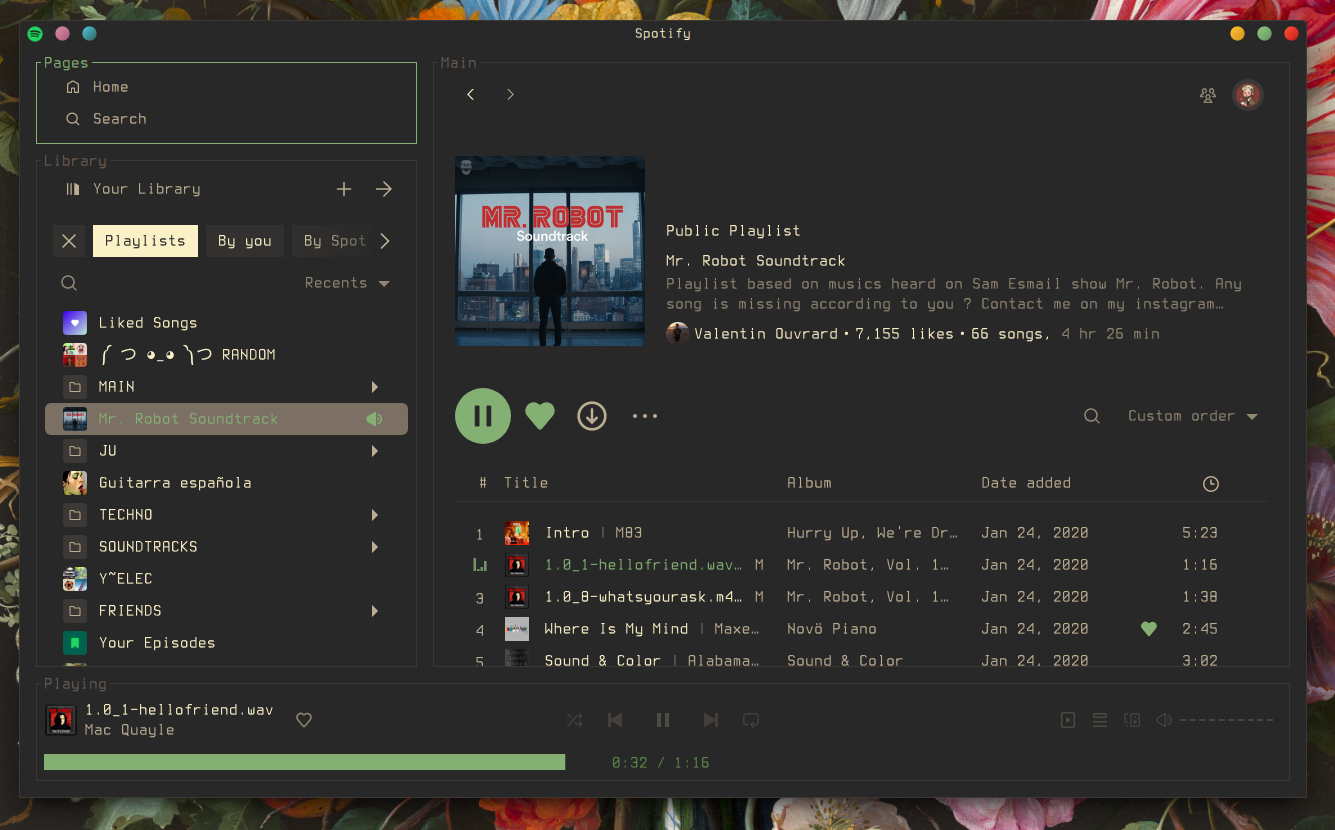 Spotify
Pages
Home
Search
Library
Your Library
Playlists
By you
By Spot
Recents
Liked Songs
༼ つ ◕_◕ ༽つ RANDOM
MAIN
Mr. Robot Soundtrack
JU
Guitarra española
TECHNO
SOUNDTRACKS
Y~ELEC
FRIENDS
Your Episodes
Main
MR. ROBOT
Soundtrack
Public Playlist
Mr. Robot Soundtrack
Playlist based on musics heard on Sam Esmail show Mr. Robot. Any
song is missing according to you ? Contact me on my instagram…
Valentin Ouvrard • 7,155 likes • 66 songs, 4 hr 26 min
Custom order
# Title Album Date added
1 Intro | M83 Hurry Up, We're Dr… Jan 24, 2020 5:23
1.0_1-hellofriend.wav… M Mr. Robot, Vol. 1… Jan 24, 2020 1:16
3 1.0_8-whatsyourask.m4… M Mr. Robot, Vol. 1… Jan 24, 2020 1:38
4 Where Is My Mind | Maxe… Novö Piano Jan 24, 2020 2:45
5 Sound & Color | Alabama… Sound & Color Jan 24, 2020 3:02
Playing
1.0_1-hellofriend.wav
Mac Quayle
0:32 / 1:16